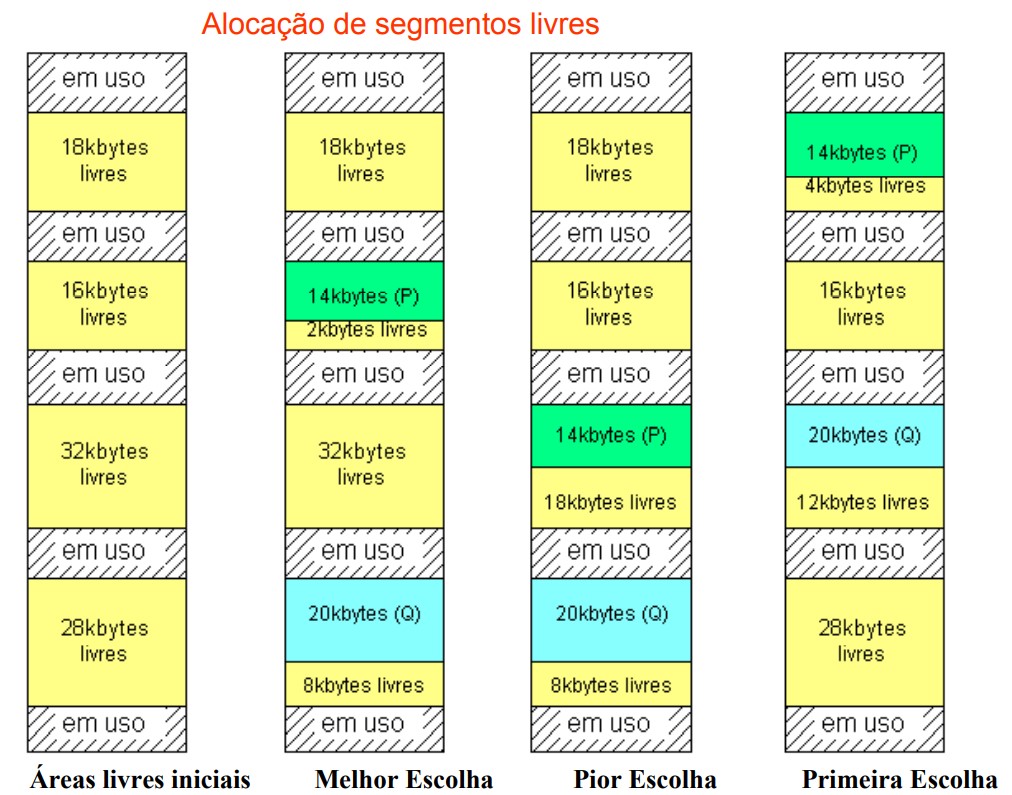 Alocação de segmentos livres
em uso
18kbytes
livres
em uso
16kbytes
livres
em uso
32kbytes
livres
em uso
28kbytes
livres
em uso
Áreas livres iniciais
em uso
18kbytes
livres
em uso
14kbytes (P)
2kbytes livres
em uso
32kbytes
livres
em uso
20kbytes (Q)
8kbytes livres
em uso
Melhor Escolha
em uso
18kbytes
livres
em uso
16kbytes
livres
em uso
14kbytes (P)
18kbytes livres
em uso
20kbytes (Q)
8kbytes livres
em uso
Pior Escolha
em uso
14kbytes (P)
4kbytes livres
em uso
16kbytes
livres
em uso
20kbytes (Q)
12kbytes livres
em uso
28kbytes
livres
em uso
Primeira Escolha